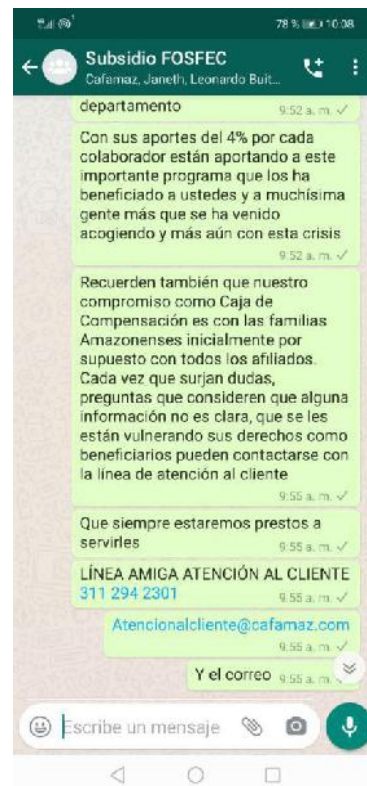 78 % 10:08
Subsidio FOSFEC
Cafamaz, Janeth, Leonardo Buit...
departamento
9:52 a. m.
Con sus aportes del 4% por cada
colaborador están aportando a este
importante programa que los ha
beneficiado a ustedes y a muchísima
gente más que se ha venido
acogiendo y más aún con esta crisis
9:52 a. m.
Recuerden también que nuestro
compromiso como Caja de
Compensación es con las familias
Amazonenses inicialmente por
supuesto con todos los afiliados.
Cada vez que surjan dudas,
preguntas que consideren que alguna
información no es clara, que se les
están vulnerando sus derechos como
beneficiarios pueden contactarse con
la línea de atención al cliente
9:55 a. m.
Que siempre estaremos prestos a
servirles
9:55 a. m.
LÍNEA AMIGA ATENCIÓN AL CLIENTE
311 294 2301
9:55 a. m.
Atencionalcliente@cafamaz.com
9:55 a. m.
Y el correo 9:55 a. m.
Escribe un mensaje